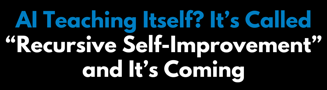 AI Teaching Itself? It’s Called
“Recursive Self-Improvement”
and It’s Coming